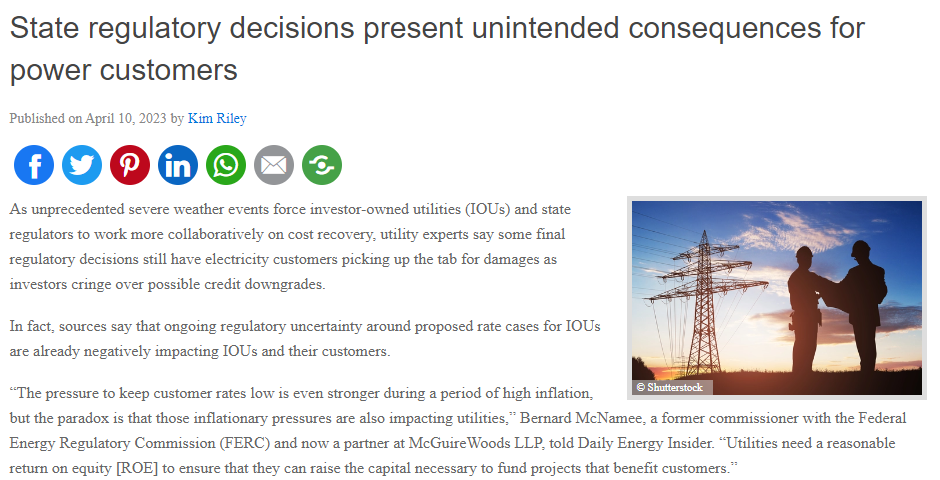 State regulatory decisions present unintended consequences for
power customers
Published on April 10, 2023 by Kim Riley
As unprecedented severe weather events force investor-owned utilities (IOUs) and state
regulators to work more collaboratively on cost recovery, utility experts say some final
regulatory decisions still have electricity customers picking up the tab for damages as
investors cringe over possible credit downgrades.
© Shutterstock
In fact, sources say that ongoing regulatory uncertainty around proposed rate cases for IOUs
are already negatively impacting IOUs and their customers.
“The pressure to keep customer rates low is even stronger during a period of high inflation,
but the paradox is that those inflationary pressures are also impacting utilities,” Bernard McNamee, a former commissioner with the Federal
Energy Regulatory Commission (FERC) and now a partner at McGuireWoods LLP, told Daily Energy Insider. “Utilities need a reasonable
return on equity [ROE] to ensure that they can raise the capital necessary to fund projects that benefit customers.”